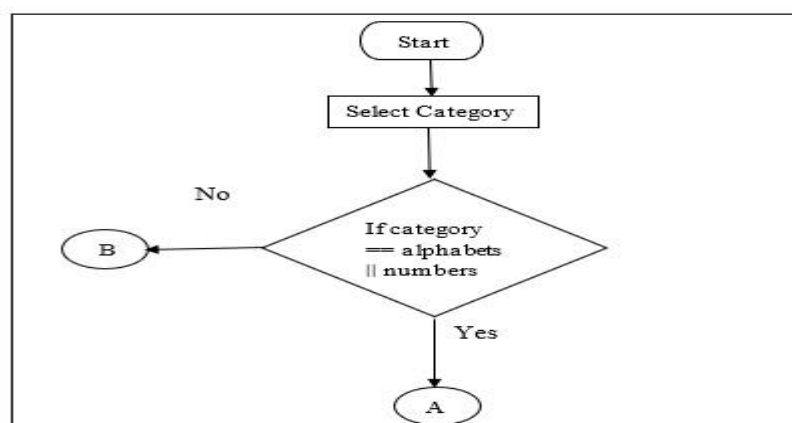 Start
Select Category
No
If category
== alphabets
|| numbers
B
Yes
A